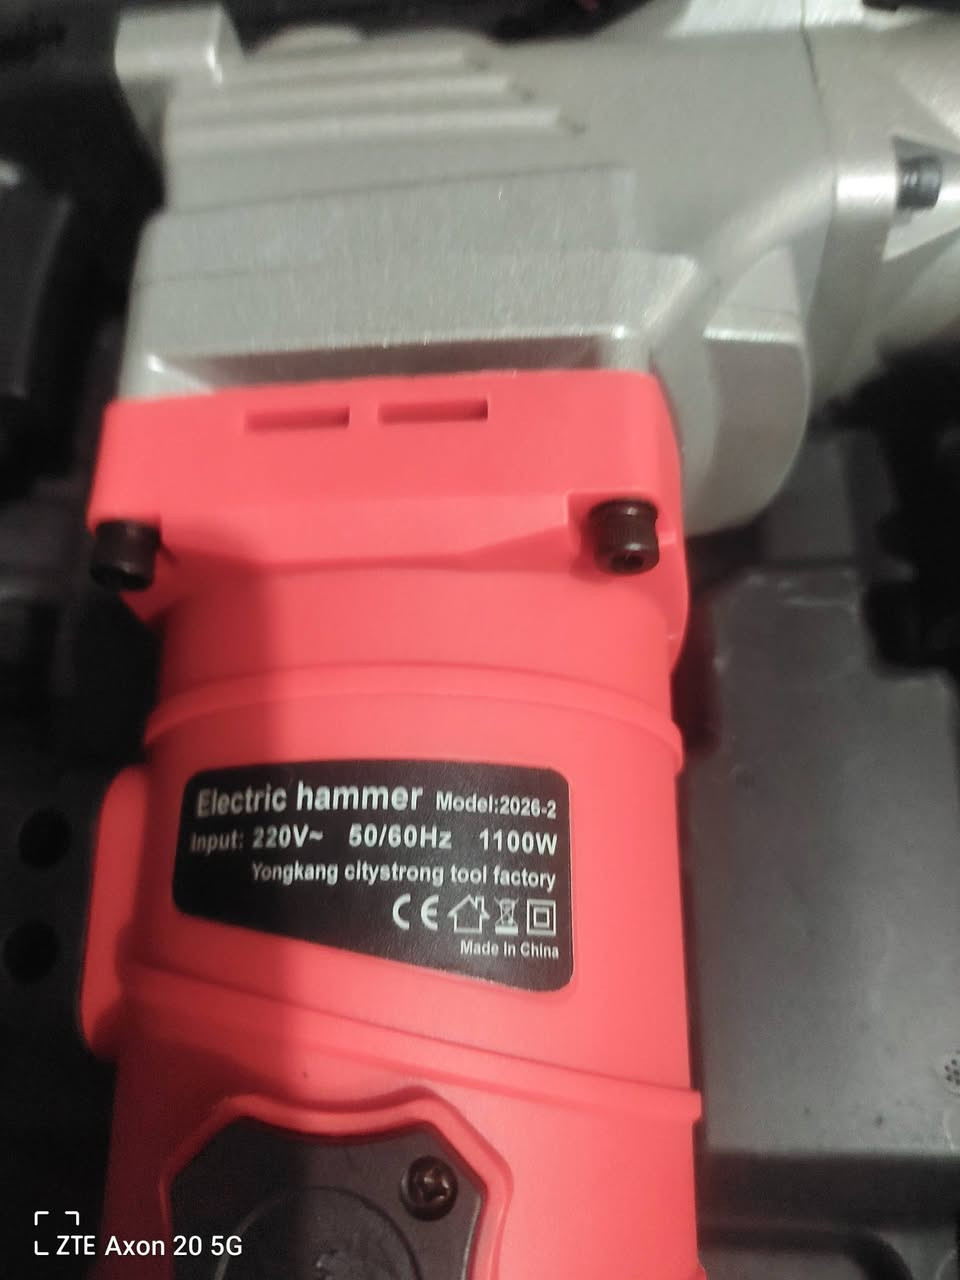 Electric hammer Model:2026-2
Input: 220V~ 50/60Hz 1100W
Yongkang citystrong tool factory
CE
Made In China
ZTE Axon 20 5G